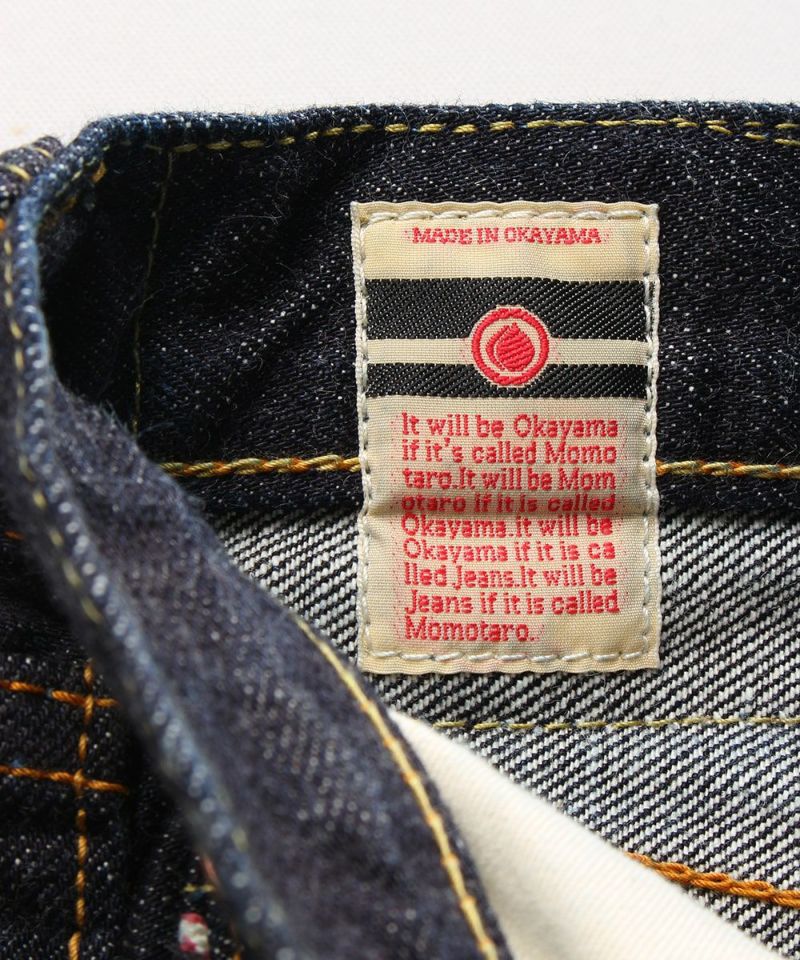 MADE IN OKAYAMA
It will be Okayama
if it's called Momo
taro.It will be Mom
otaro if it is called
Okayama.it will be
Okayama if it is ca
lled Jeans.It will be
Jeans if it is called
Momotaro.